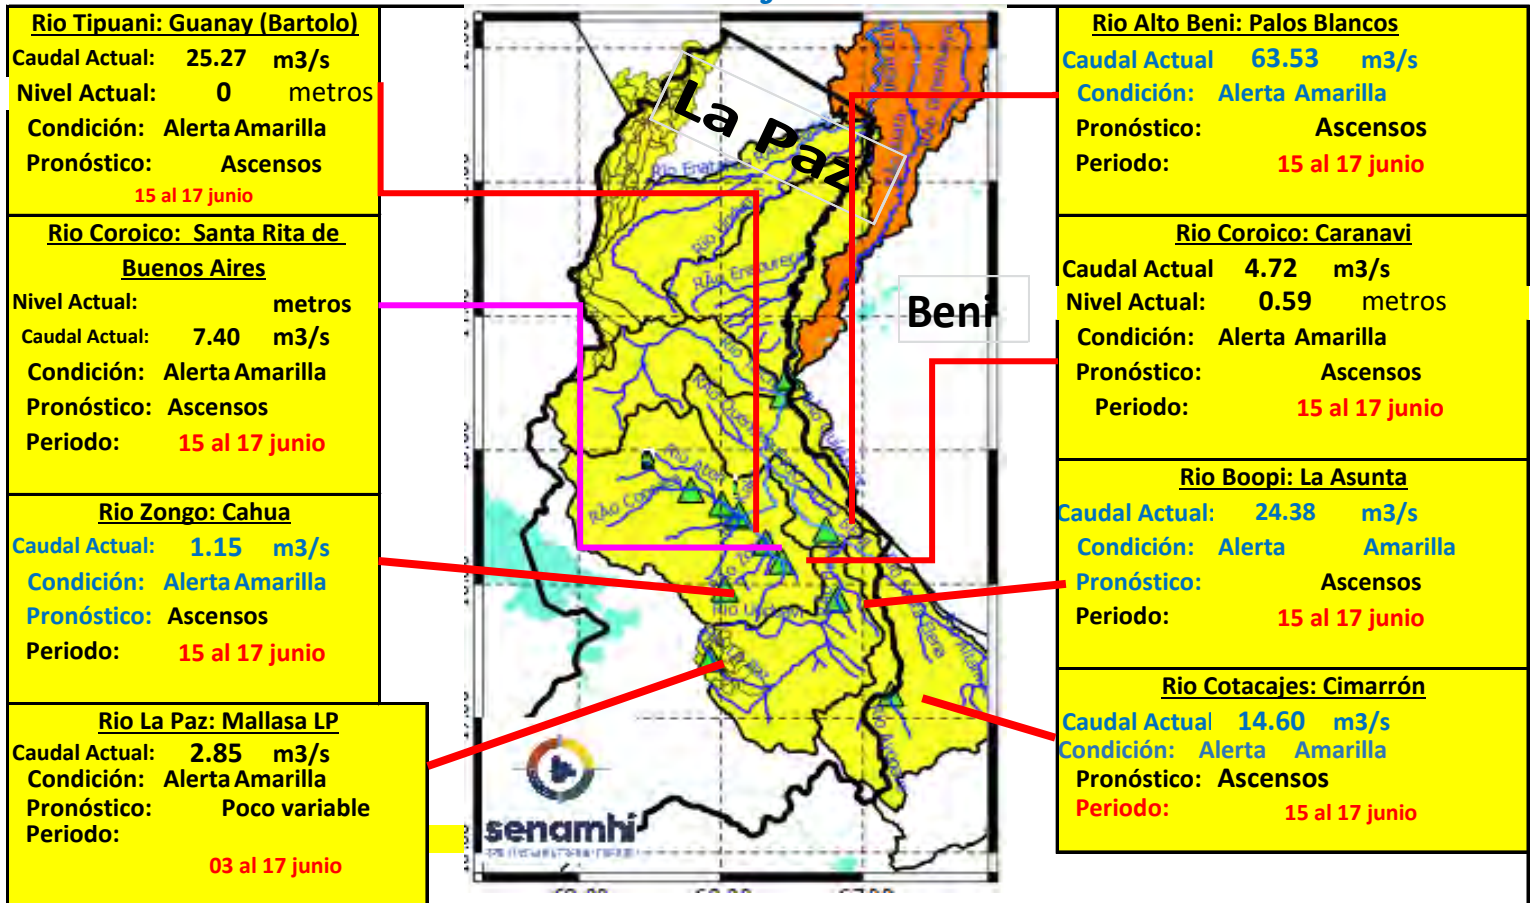 Rio Tipuani: Guanay (Bartolo)
Caudal Actual: 25.27 m3/s
Nivel Actual: 0 metros
Condición: Alerta Amarilla
Pronóstico: Ascensos
15 al 17 junio
Rio Coroico: Santa Rita de
Buenos Aires
Nivel Actual: metros
Caudal Actual: 7.40 m3/s
Condición: Alerta Amarilla
Pronóstico: Ascensos
Periodo: 15 al 17 junio
Rio Zongo: Cahua
Caudal Actual: 1.15 m3/s
Condición: Alerta Amarilla
Pronóstico: Ascensos
Periodo: 15 al 17 junio
Rio La Paz: Mallasa LP
Caudal Actual: 2.85 m3/s
Condición: Alerta Amarilla
Pronóstico: Poco variable
Periodo:
03 al 17 junio
La Paz
Beni
senamhi
Rio Alto Beni: Palos Blancos
Caudal Actual 63.53 m3/s
Condición: Alerta Amarilla
Pronóstico: Ascensos
Periodo: 15 al 17 junio
Rio Coroico: Caranavi
Caudal Actual 4.72 m3/s
Nivel Actual: 0.59 metros
Condición: Alerta Amarilla
Pronóstico: Ascensos
Periodo: 15 al 17 junio
Rio Boopi: La Asunta
Caudal Actual: 24.38 m3/s
Condición: Alerta Amarilla
Pronóstico: Ascensos
Periodo: 15 al 17 junio
Rio Cotacajes: Cimarrón
Caudal Actual 14.60 m3/s
Condición: Alerta Amarilla
Pronóstico: Ascensos
Periodo: 15 al 17 junio